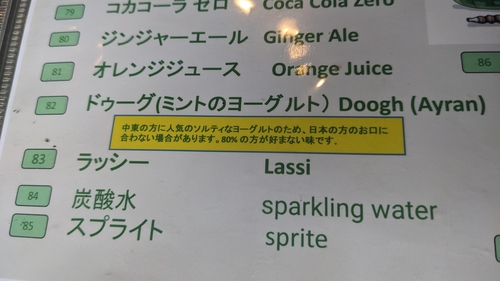 79 コカコーラ ゼロ Coca Cola Zero
80 ジンジャーエール Ginger Ale
81 オレンジジュース Orange Juice
86
82 ドゥーグ(ミントのヨーグルト) Doogh (Ayran)
中東の方に人気のソルティなヨーグルトのため、日本の方のお口に
合わない場合があります。80%の方が好まない味です。
83 ラッシー Lassi
84 炭酸水 sparkling water
85 スプライト sprite